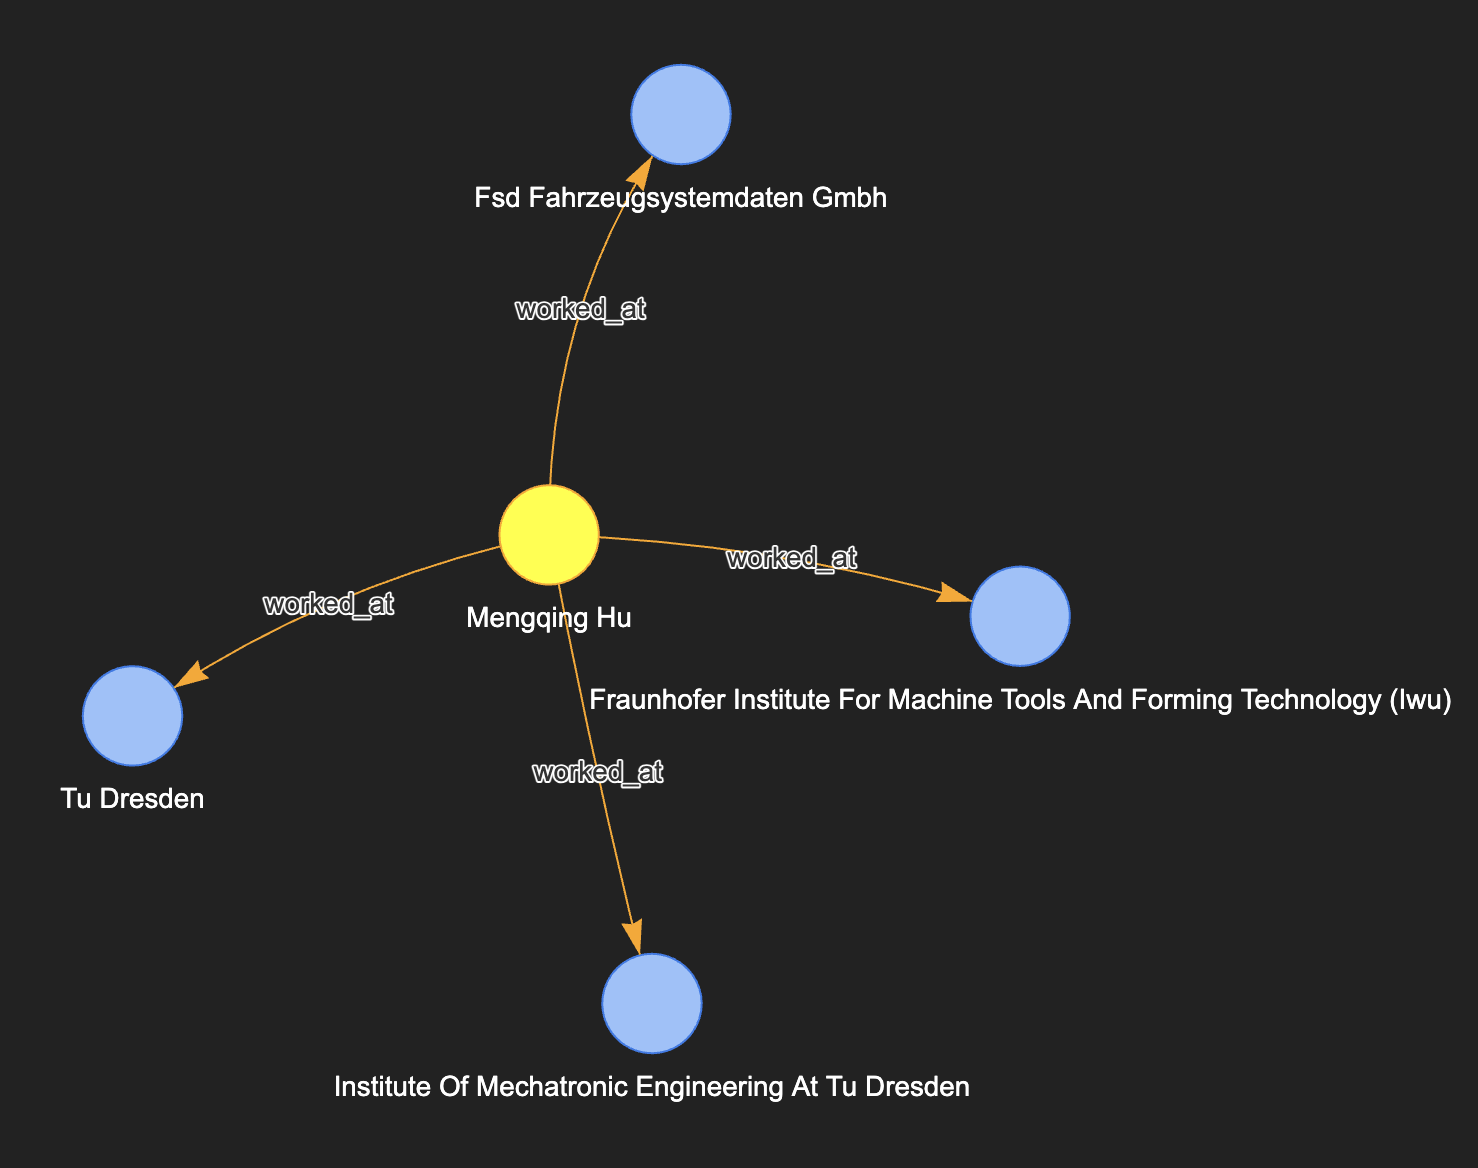 Fsd Fahrzeugsystemdaten Gmbh
worked_at
worked_at
worked_at
Mengqing Hu
Fraunhofer Institute For Machine Tools And Forming Technology (Iwu)
worked_at
Tu Dresden
Institute Of Mechatronic Engineering At Tu Dresden